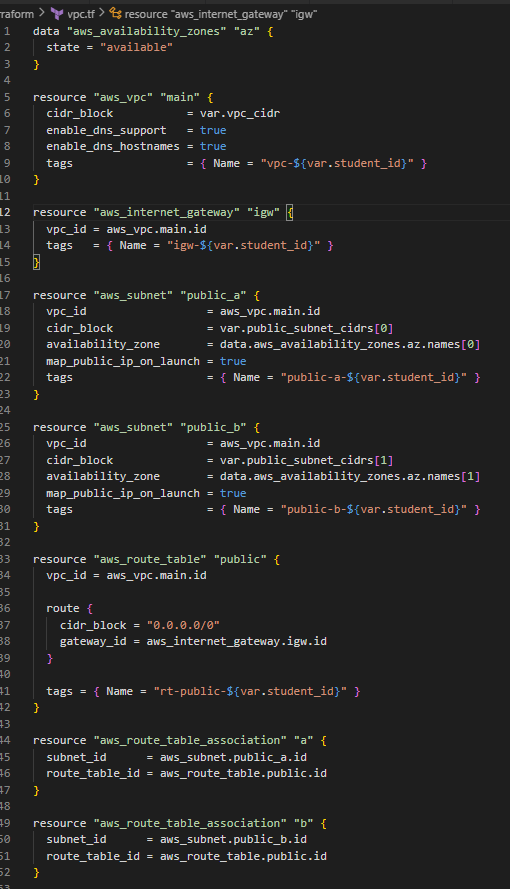 rraform > vpc.tf > resource "aws_internet_gateway" "igw"
1 data "aws_availability_zones" "az" {
2   state = "available"
3 }
4
5 resource "aws_vpc" "main" {
6   cidr_block           = var.vpc_cidr
7   enable_dns_support   = true
8   enable_dns_hostnames = true
9   tags                 = { Name = "vpc-${var.student_id}" }
10 }
11
12 resource "aws_internet_gateway" "igw" {
13   vpc_id = aws_vpc.main.id
14   tags   = { Name = "igw-${var.student_id}" }
15 }
16
17 resource "aws_subnet" "public_a" {
18   vpc_id                  = aws_vpc.main.id
19   cidr_block              = var.public_subnet_cidrs[0]
20   availability_zone       = data.aws_availability_zones.az.names[0]
21   map_public_ip_on_launch = true
22   tags                    = { Name = "public-a-${var.student_id}" }
23 }
24
25 resource "aws_subnet" "public_b" {
26   vpc_id                  = aws_vpc.main.id
27   cidr_block              = var.public_subnet_cidrs[1]
28   availability_zone       = data.aws_availability_zones.az.names[1]
29   map_public_ip_on_launch = true
30   tags                    = { Name = "public-b-${var.student_id}" }
31 }
32
33 resource "aws_route_table" "public" {
34   vpc_id = aws_vpc.main.id
35
36   route {
37     cidr_block = "0.0.0.0/0"
38     gateway_id = aws_internet_gateway.igw.id
39   }
40
41   tags = { Name = "rt-public-${var.student_id}" }
42 }
43
44 resource "aws_route_table_association" "a" {
45   subnet_id      = aws_subnet.public_a.id
46   route_table_id = aws_route_table.public.id
47 }
48
49 resource "aws_route_table_association" "b" {
50   subnet_id      = aws_subnet.public_b.id
51   route_table_id = aws_route_table.public.id
52 }